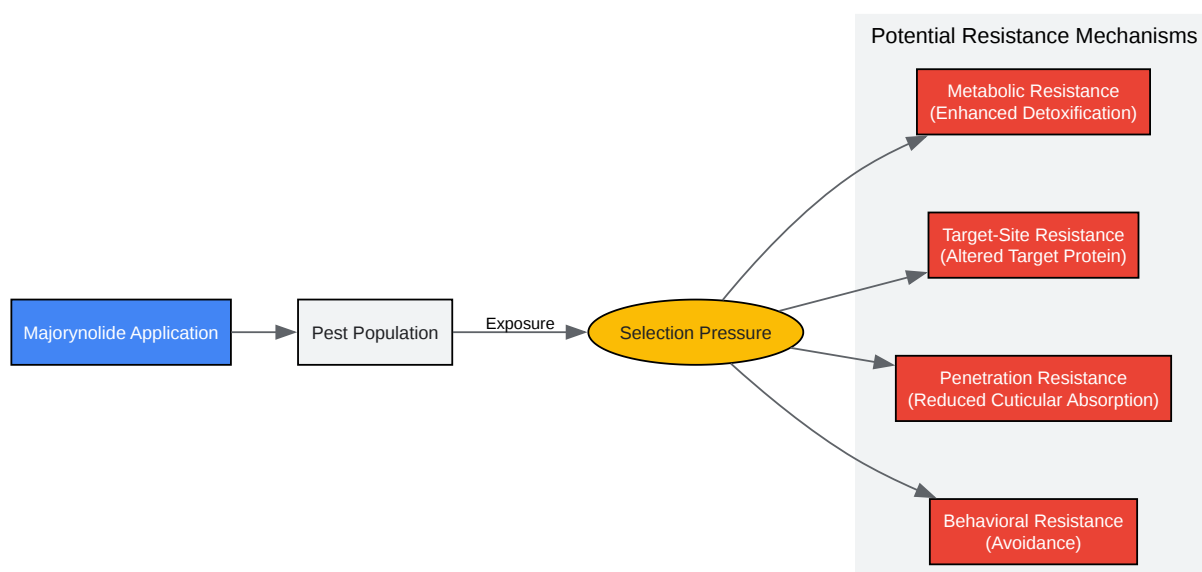 Potential Resistance Mechanisms
Metabolic Resistance
(Enhanced Detoxification)
Target-Site Resistance
(Altered Target Protein)
Majorynolide Application
Pest Population
Exposure
Selection Pressure
Penetration Resistance
(Reduced Cuticular Absorption)
Behavioral Resistance
(Avoidance)